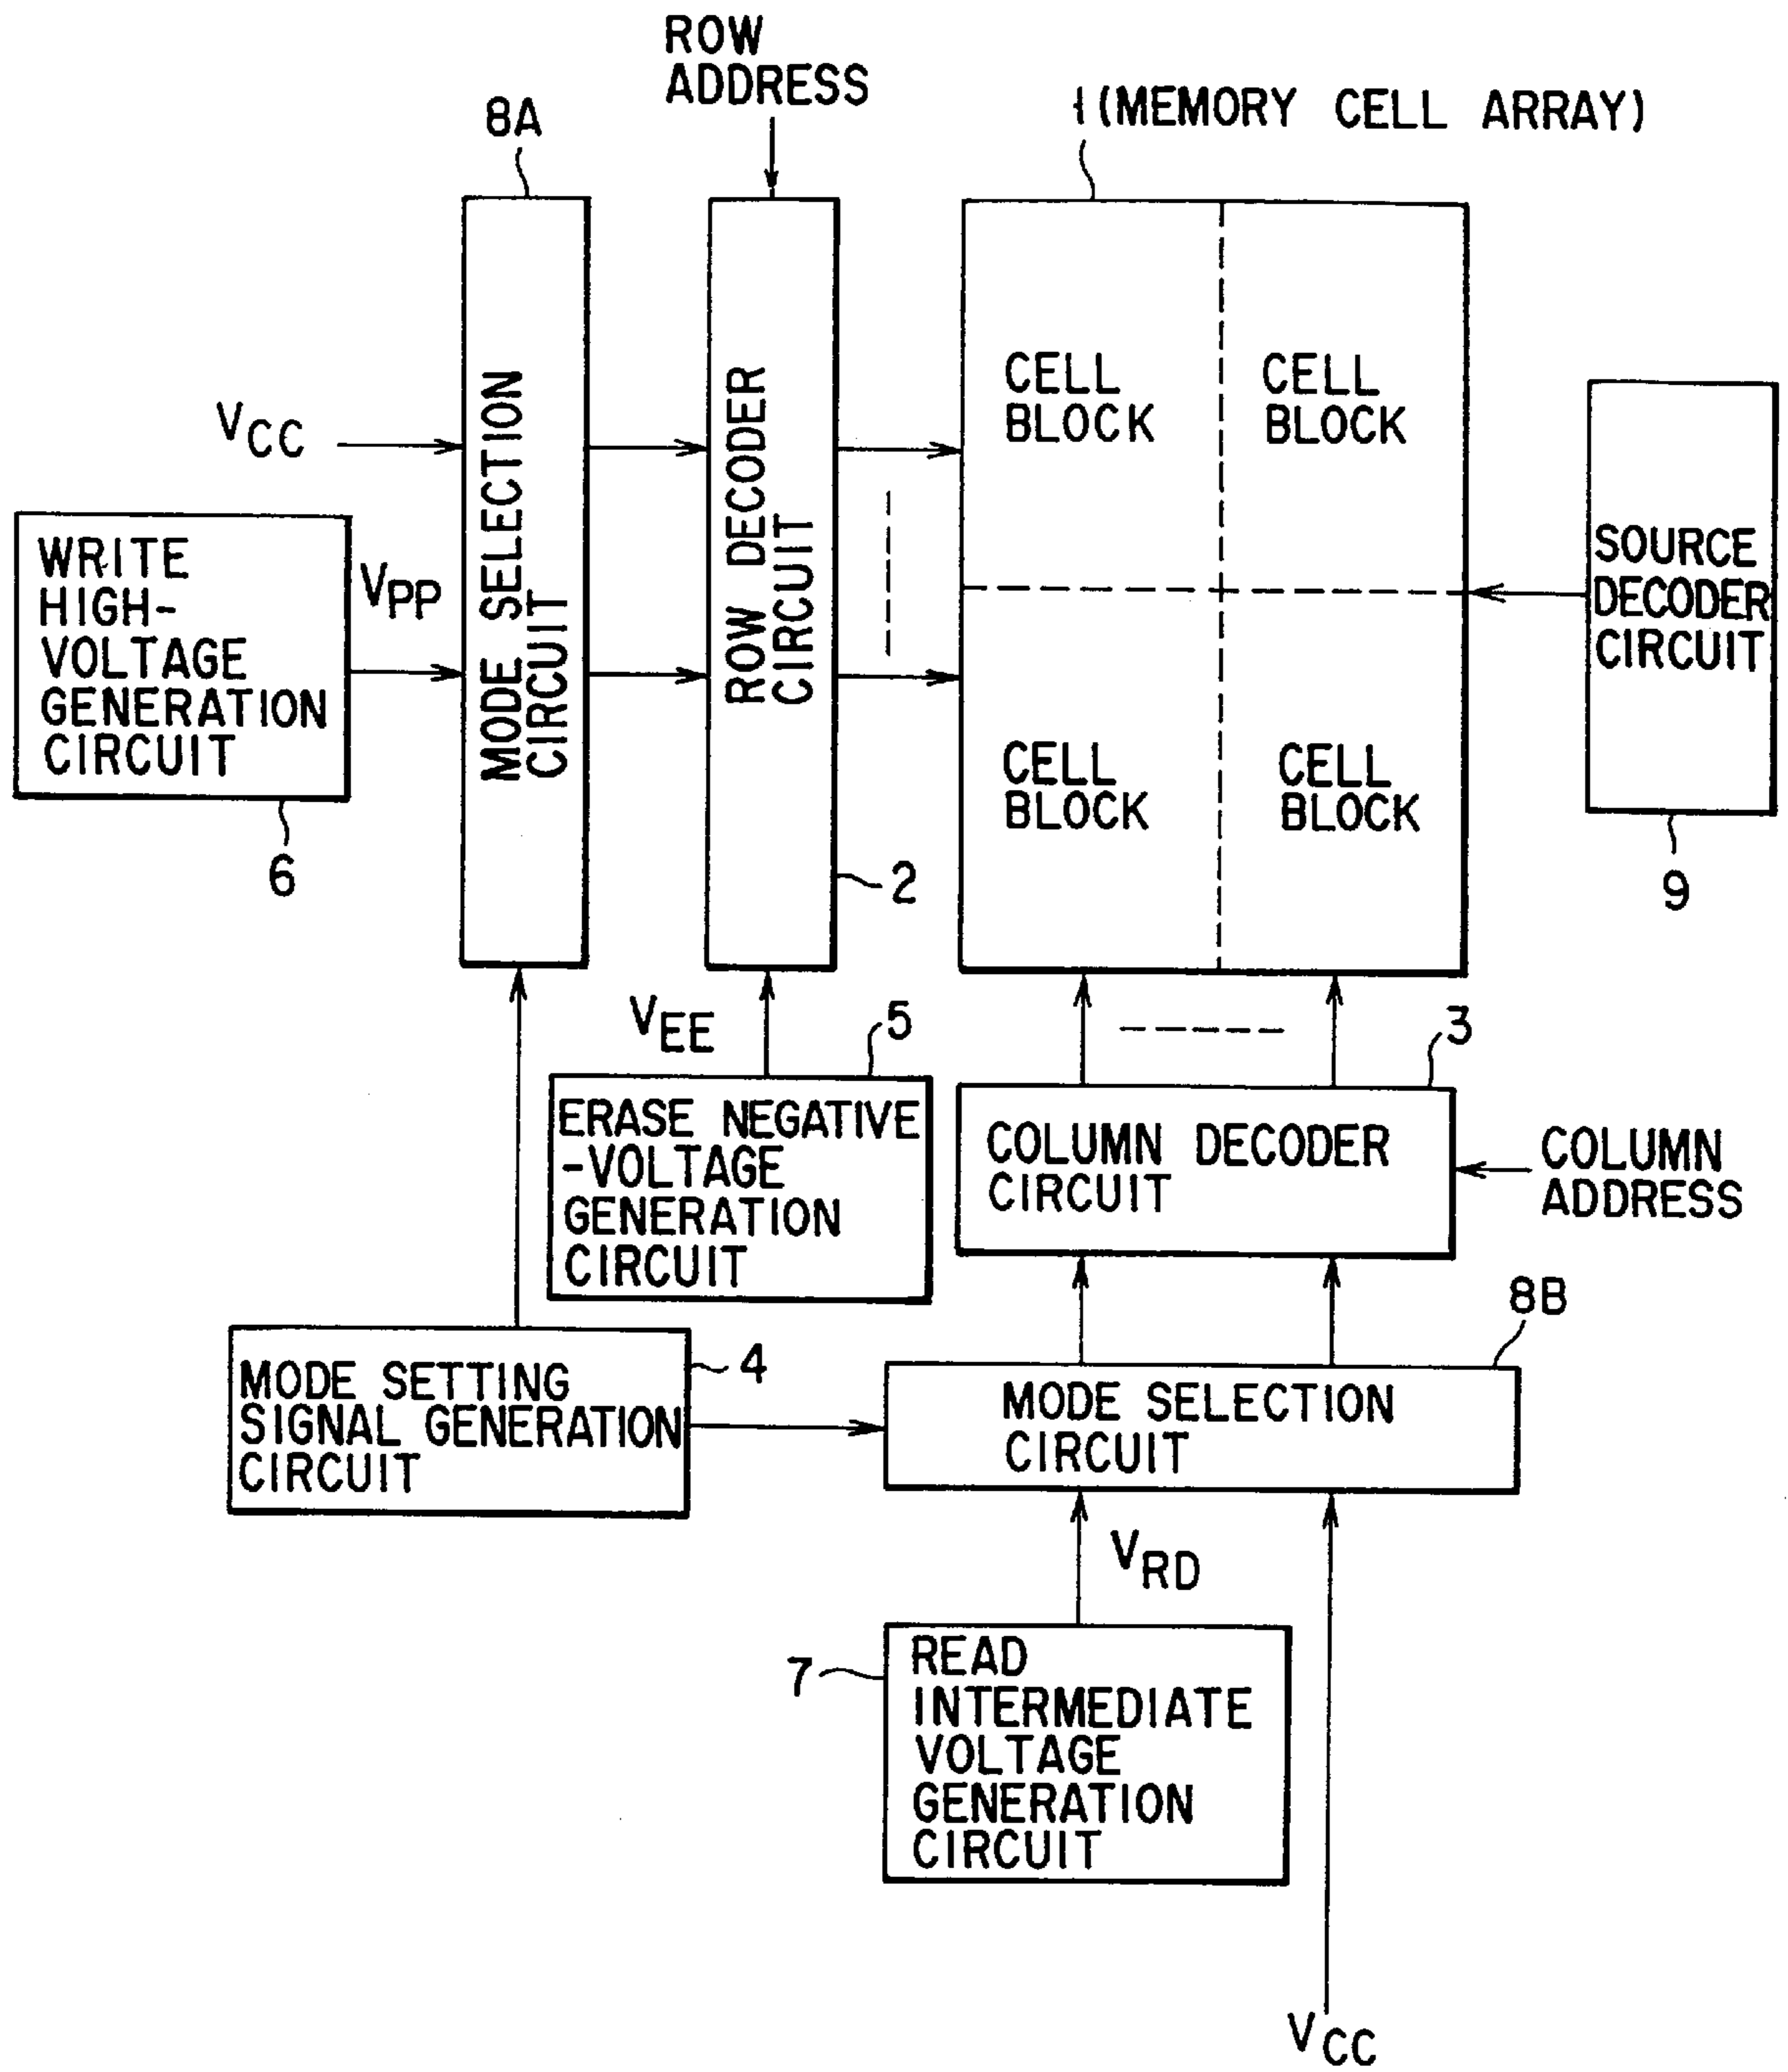 ROW
ADDRESS
8A
1 (MEMORY CELL ARRAY)
MODE SELECTION
CIRCUIT
ROW DECODER
CIRCUIT
CELL
BLOCK
CELL
BLOCK
VCC
WRITE
HIGH-
VOLTAGE
GENERATION
CIRCUIT
VPP
SOURCE
DECODER
CIRCUIT
CELL
BLOCK
CELL
BLOCK
6
2
9
VEE
5
3
ERASE NEGATIVE
-VOLTAGE
GENERATION
CIRCUIT
COLUMN DECODER
CIRCUIT
COLUMN
ADDRESS
8B
MODE SETTING
SIGNAL GENERATION
CIRCUIT
4
MODE SELECTION
CIRCUIT
VRD
7
READ
INTERMEDIATE
VOLTAGE
GENERATION
CIRCUIT
VCC